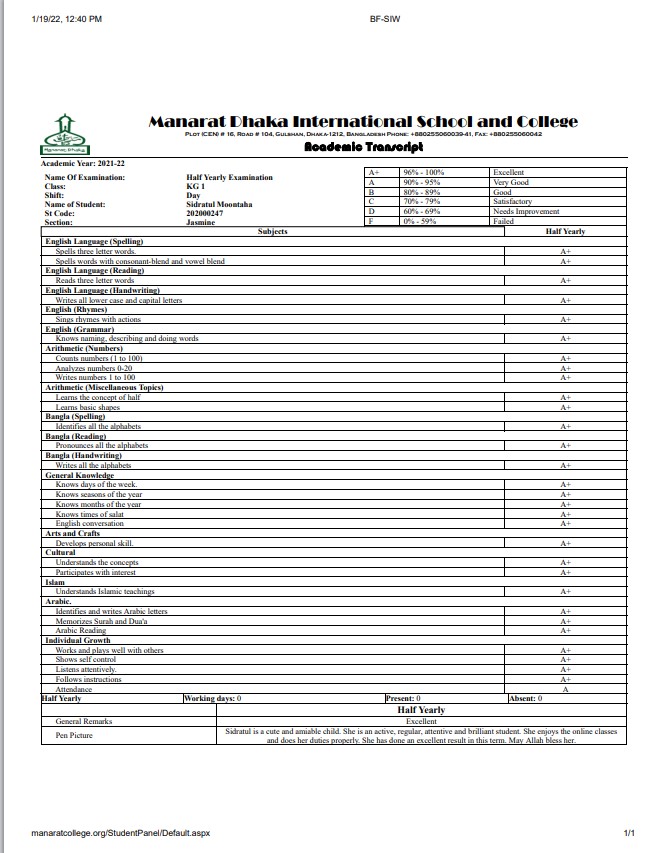 1/19/22, 12:40 PM BF-SIW
Manarat Dhaka International School and College
Plot (CEN) # 16, Road # 104, Gulshan, Dhaka-1212, Bangladesh Phone: +880255060039-41, Fax: +880255060042
Manarat Dhaka
Academic Transcript
Academic Year: 2021-22
Name Of Examination: Half Yearly Examination
Class: KG 1
Shift: Day
Name of Student: Sidratul Moontaha
St Code: 202000247
Section: Jasmine
A+ 96% - 100% Excellent
A 90% - 95% Very Good
B 80% - 89% Good
C 70% - 79% Satisfactory
D 60% - 69% Needs Improvement
F 0% - 59% Failed
Subjects Half Yearly
English Language (Spelling)
Spells three letter words. A+
Spells words with consonant-blend and vowel blend A+
English Language (Reading)
Reads three letter words A+
English Language (Handwriting)
Writes all lower case and capital letters A+
English (Rhymes)
Sings rhymes with actions A+
English (Grammar)
Knows naming, describing and doing words A+
Arithmetic (Numbers)
Counts numbers (1 to 100) A+
Analyzes numbers 0-20 A+
Writes numbers 1 to 100 A+
Arithmetic (Miscellaneous Topics)
Learns the concept of half A+
Learns basic shapes A+
Bangla (Spelling)
Identifies all the alphabets A+
Bangla (Reading)
Pronounces all the alphabets A+
Bangla (Handwriting)
Writes all the alphabets A+
General Knowledge
Knows days of the week. A+
Knows seasons of the year A+
Knows months of the year A+
Knows times of salat A+
English conversation A+
Arts and Crafts
Develops personal skill. A+
Cultural
Understands the concepts A+
Participates with interest A+
Islam
Understands Islamic teachings A+
Arabic.
Identifies and writes Arabic letters A+
Memorizes Surah and Dua'a A+
Arabic Reading A+
Individual Growth
Works and plays well with others A+
Shows self control A+
Listens attentively. A+
Follows instructions A+
Attendance A
Half Yearly Working days: 0 Present: 0 Absent: 0
Half Yearly
General Remarks Excellent
Pen Picture Sidratul is a cute and amiable child. She is an active, regular, attentive and brilliant student. She enjoys the online classes
and does her duties properly. She has done an excellent result in this term. May Allah bless her.
manaratcollege.org/StudentPanel/Default.aspx 1/1